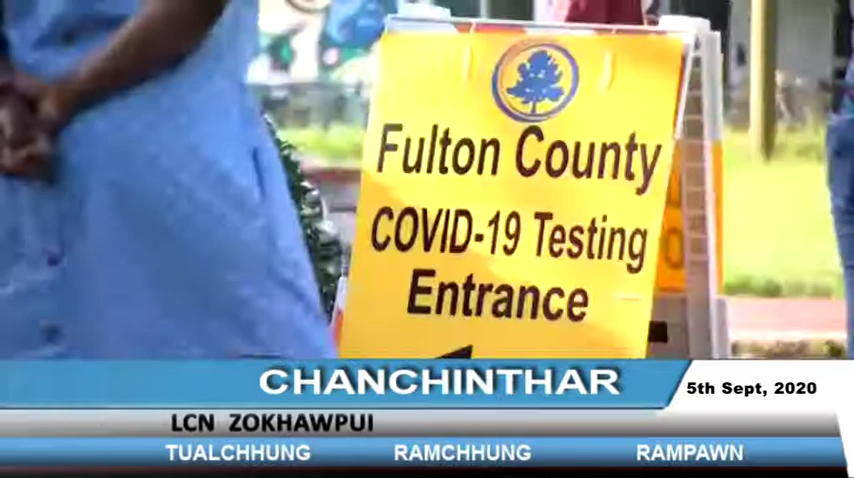 Fulton County
COVID-19 Testing
Entrance
CHANCHINTHAR
5th Sept, 2020
LCN ZOKHAWPUI
TUALCHHUNG RAMCHHUNG RAMPAWN